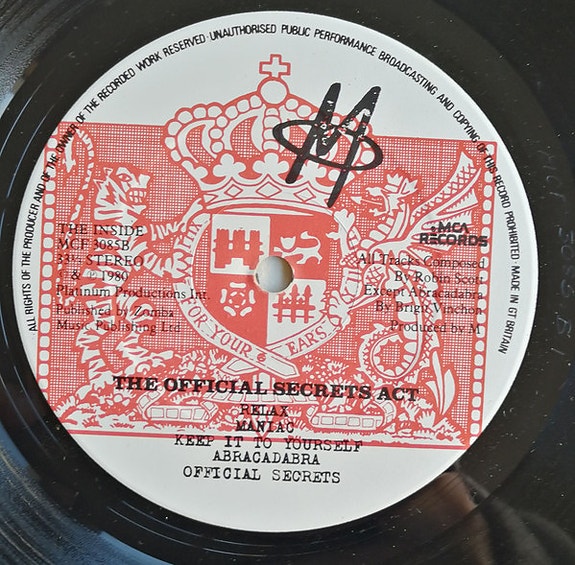 ALL RIGHTS OF THE PRODUCER AND OF THE OWNER OF THE RECORDED WORK RESERVED · UNAUTHORISED PUBLIC PERFORMANCE BROADCASTING AND COPYING OF THIS RECORD PROHIBITED · MADE IN GT BRITAIN
M
MCA
RECORDS
THE INSIDE
MCF 3085B
33⅓ STEREO
℗ 1980
Platinum Productions Int.
Published by Zomba
Music Publishing Ltd
All Tracks Composed
By Robin Scott
Except Abracadabra
By Brigit Vinchon
Produced by M
FOR YOUR EARS
THE OFFICIAL SECRETS ACT
RELAX
MANIAC
KEEP IT TO YOURSELF
ABRACADABRA
OFFICIAL SECRETS